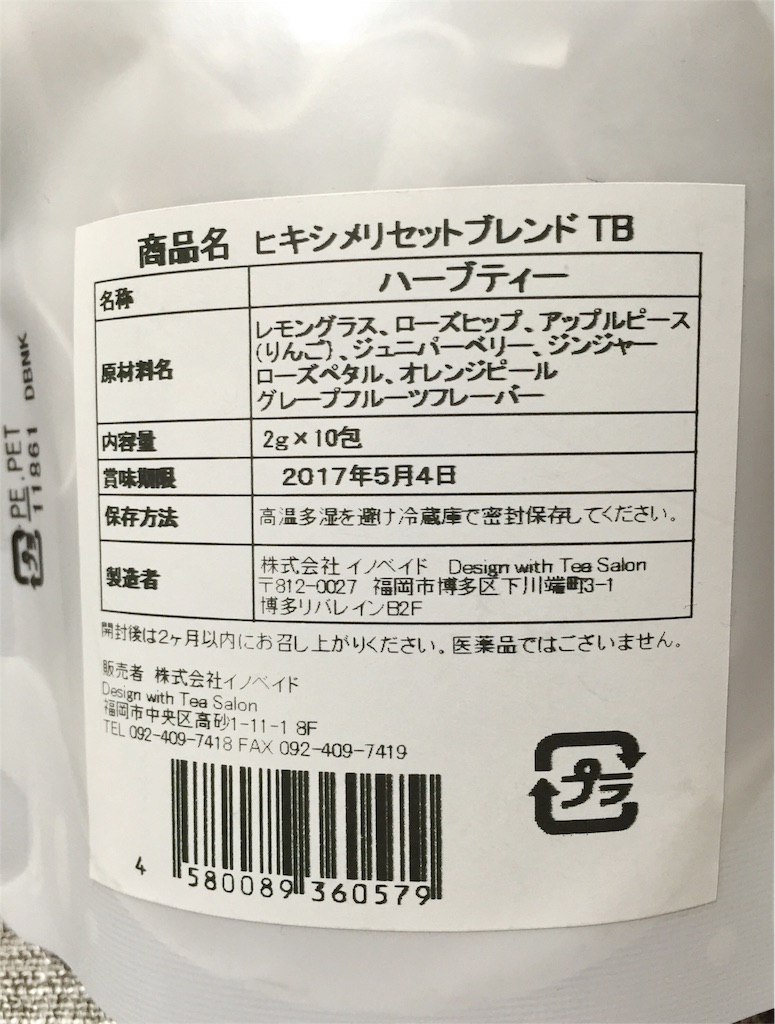 商品名 ヒキシメリセットブレンド TB
名称 ハーブティー
原材料名 レモングラス、ローズヒップ、アップルピース
(りんご)、ジュニパーベリー、ジンジャー
ローズペタル、オレンジピール
グレープフルーツフレーバー
内容量 2g×10包
賞味期限 2017年5月4日
保存方法 高温多湿を避け冷蔵庫で密封保存してください。
製造者 株式会社 イノベイド Design with Tea Salon
〒812-0027 福岡市博多区下川端町3-1
博多リバレインB2F
開封後は2ヶ月以内にお召し上がりください。医薬品ではございません。
販売者 株式会社イノベイド
Design with Tea Salon
福岡市中央区高砂1-11-1 8F
TEL 092-409-7418 FAX 092-409-7419
4 580089 360579
プラ
プラ PE.PET
11861 DBNK